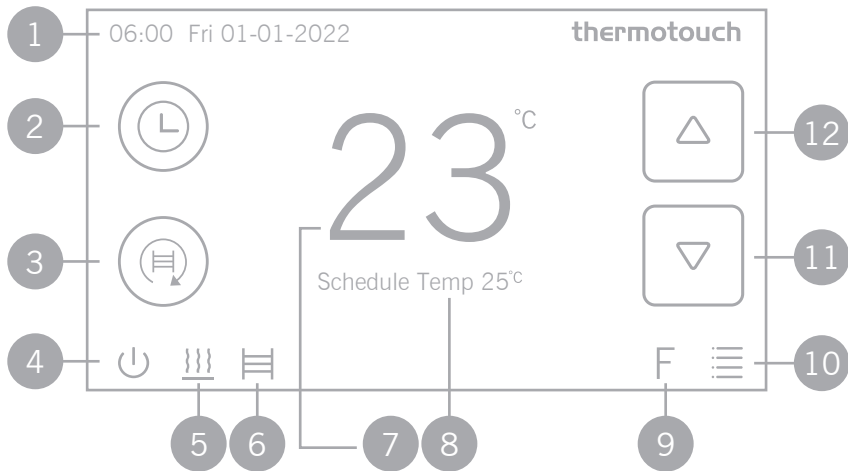 1 06:00 Fri 01-01-2022 thermotouch
2 23°C 12
3 11
Schedule Temp 25°C
4 F 10
5 6 7 8 9